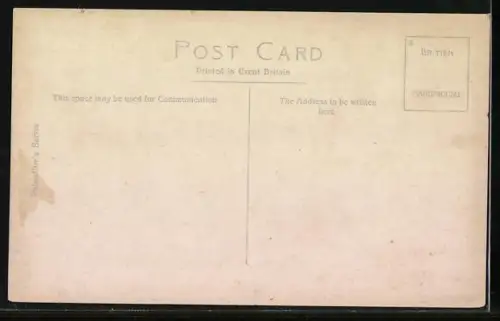 POST CARD
Printed in Great Britain
This space may be used for Communication
The Address to be written
here.
BRITISH
Series